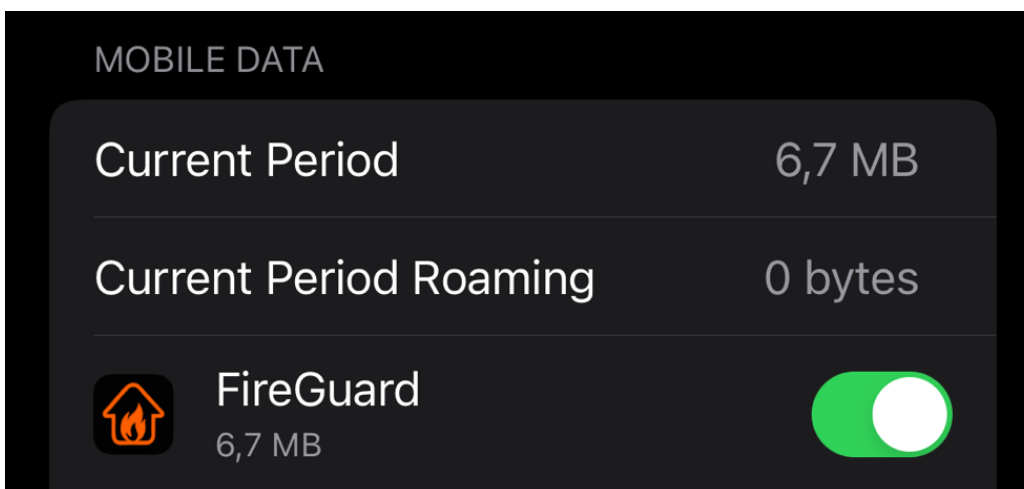 MOBILE DATA
Current Period 6,7 MB
Current Period Roaming 0 bytes
FireGuard
6,7 MB